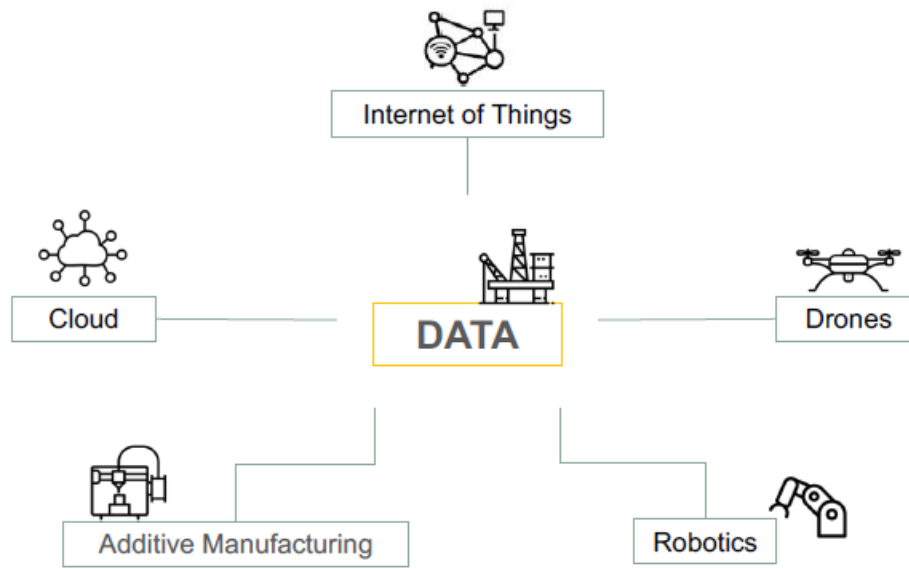 Internet of Things
Cloud
DATA
Drones
Additive Manufacturing
Robotics